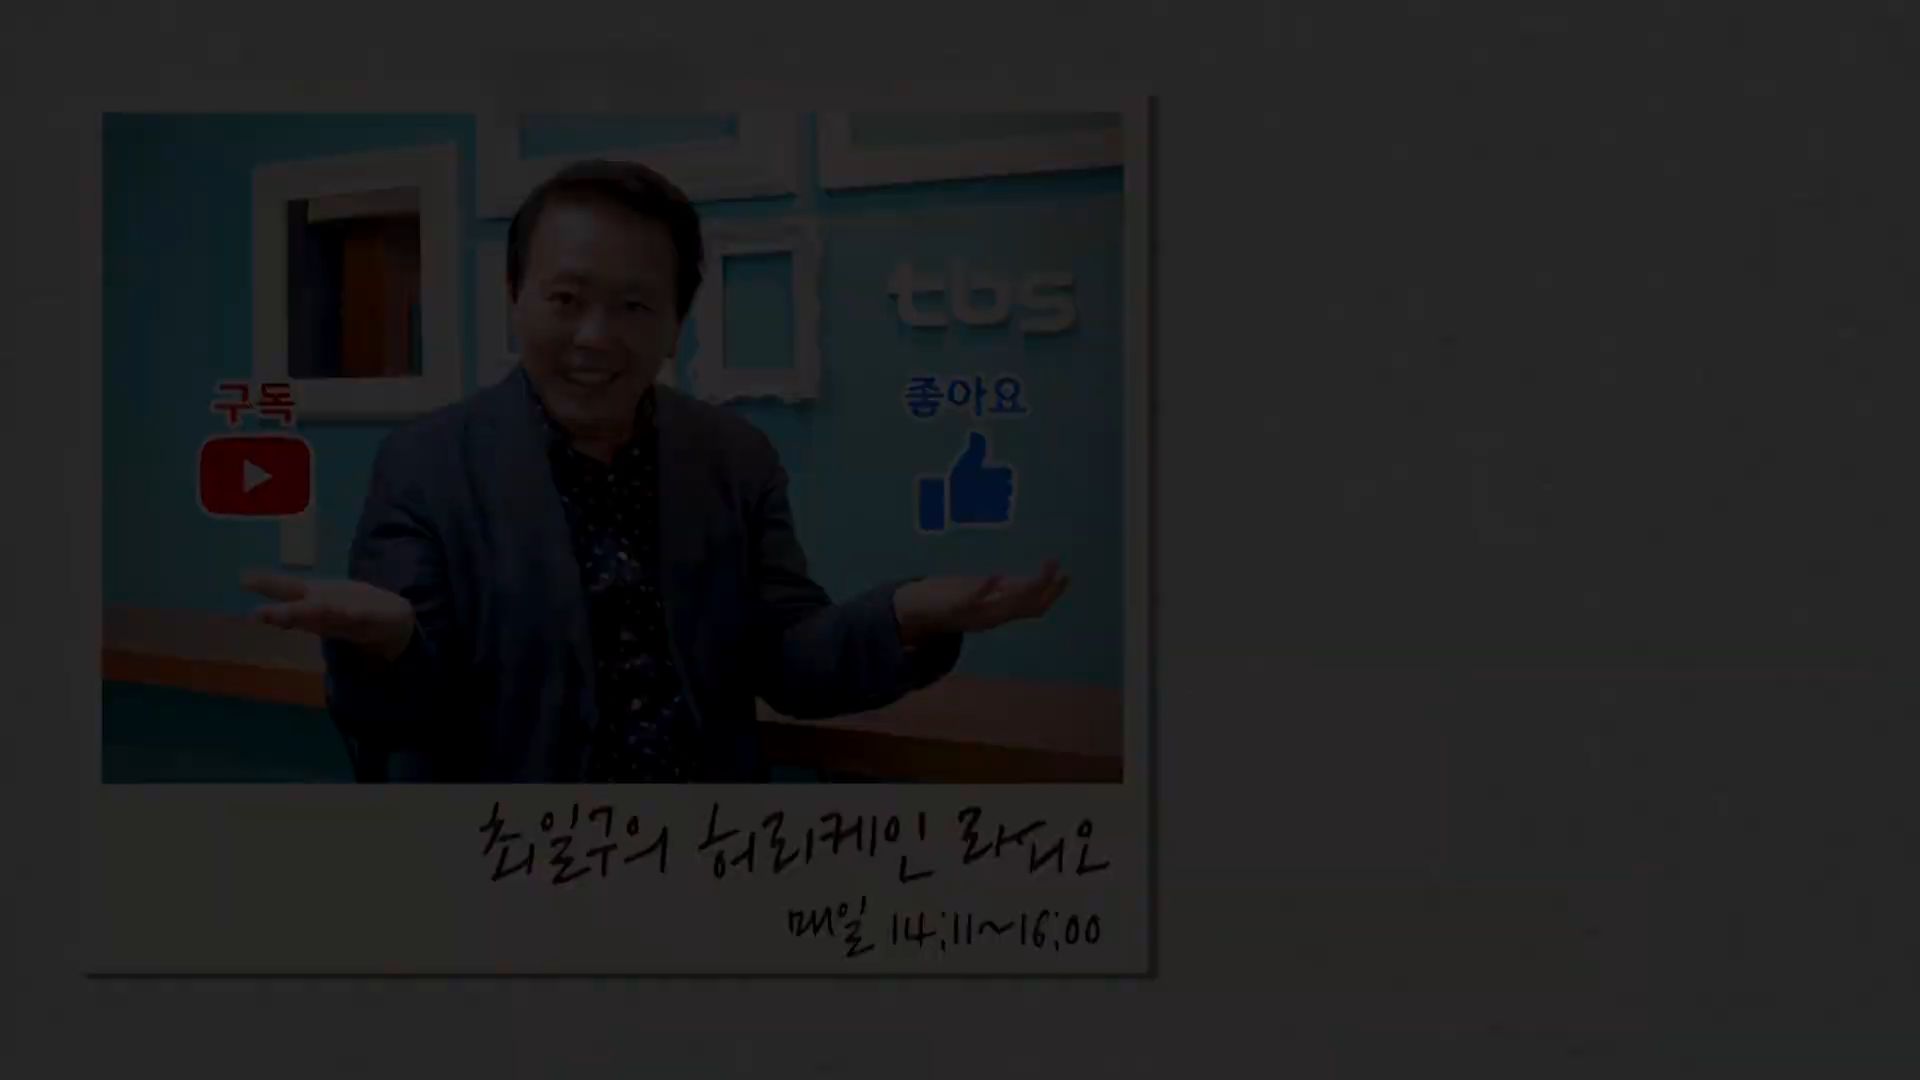 tbs
구독
좋아요
최일구의 허리케인 라디오
매일 14:11~16:00